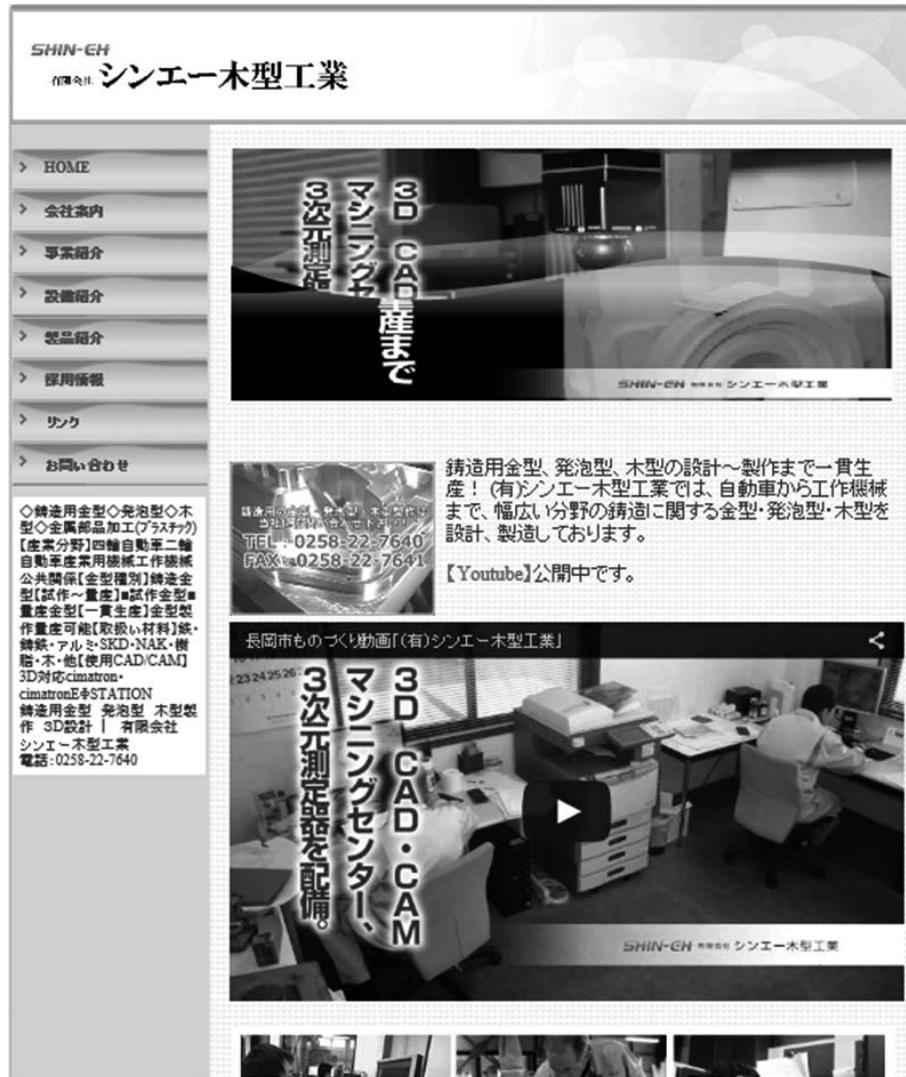 SHIN-EH
有限会社 シンエー木型工業
HOME
会社案内
事業紹介
設備紹介
製品紹介
採用情報
リンク
お問い合わせ
◇鋳造用金型◇発泡型◇木
型◇金属部品加工(プラスチック)
【産業分野】四輪自動車二輪
自動車産業用機械工作機械
公共関係【金型種別】鋳造金
型【試作～量産】■試作金型■
量産金型【一貫生産】金型製
作量産可能【取扱い材料】鉄・
鋳鉄・アルミ・SKD・NAK・樹
脂・木・他【使用CAD/CAM】
3D対応cimatron・
cimatronE・STATION
鋳造用金型 発泡型 木型製
作 3D設計 | 有限会社
シンエー木型工業
電話:0258-22-7640
3D CAD
マシニングセ
3次元測定器
産まで
SHIN-EH 有限会社 シンエー木型工業
TEL:0258-22-7640
FAX:0258-22-7641
鋳造用金型、発泡型、木型の設計～製作まで一貫生
産! (有)シンエー木型工業では、自動車から工作機械
まで、幅広い分野の鋳造に関する金型・発泡型・木型を
設計、製造しております。
【Youtube】公開中です。
長岡市ものづくり動画「(有)シンエー木型工業」
3D CAD・CAM
マシニングセンター、
3次元測定器を配備。
SHIN-EH 有限会社 シンエー木型工業